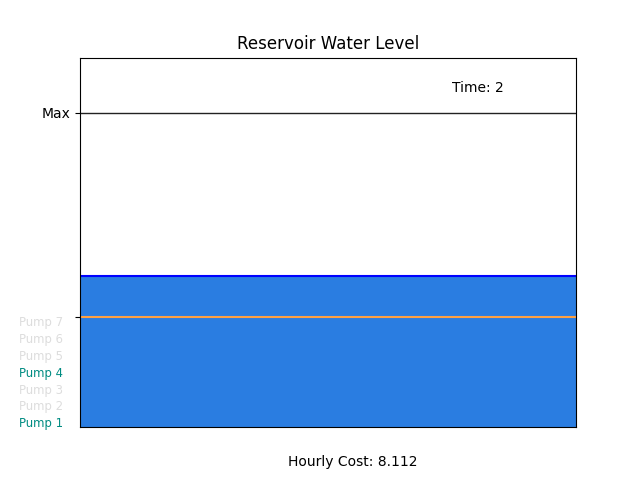 Reservoir Water Level
Time: 2
Max
Pump 7
Pump 6
Pump 5
Pump 4
Pump 3
Pump 2
Pump 1
Hourly Cost: 8.112